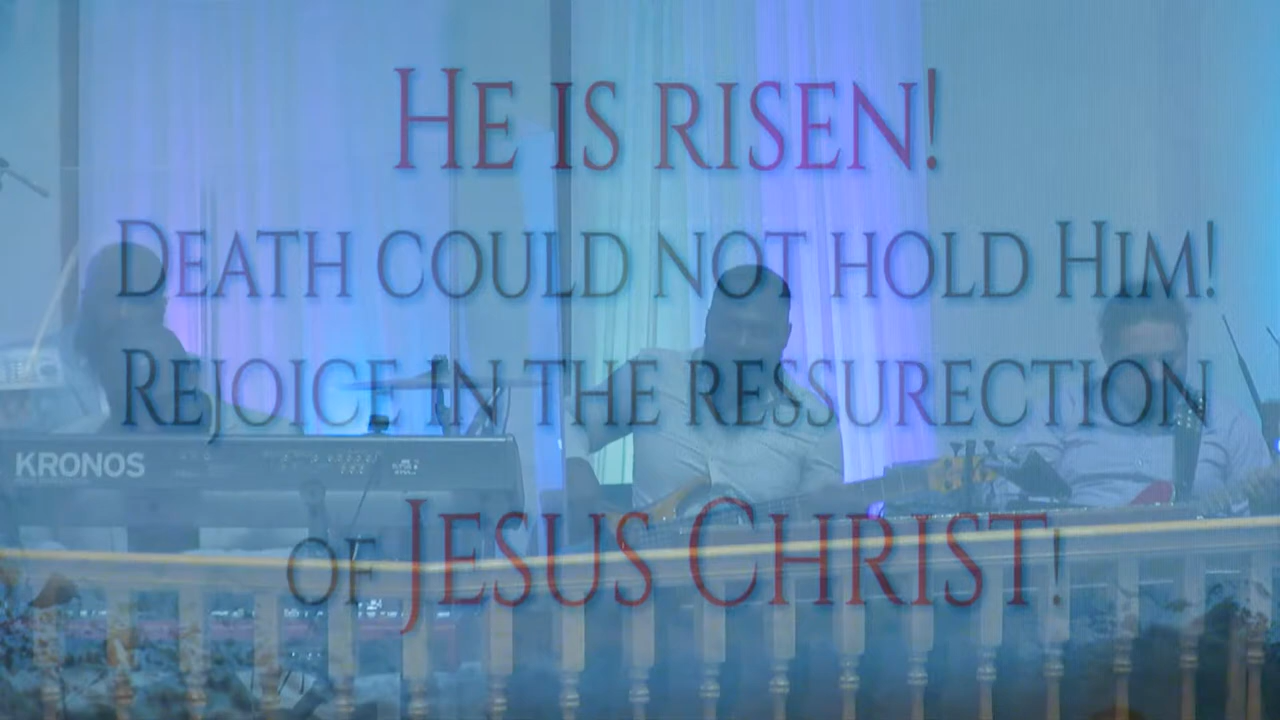 He is risen!
Death could not hold Him!
Rejoice in the ressurection
KRONOS
of Jesus Christ!